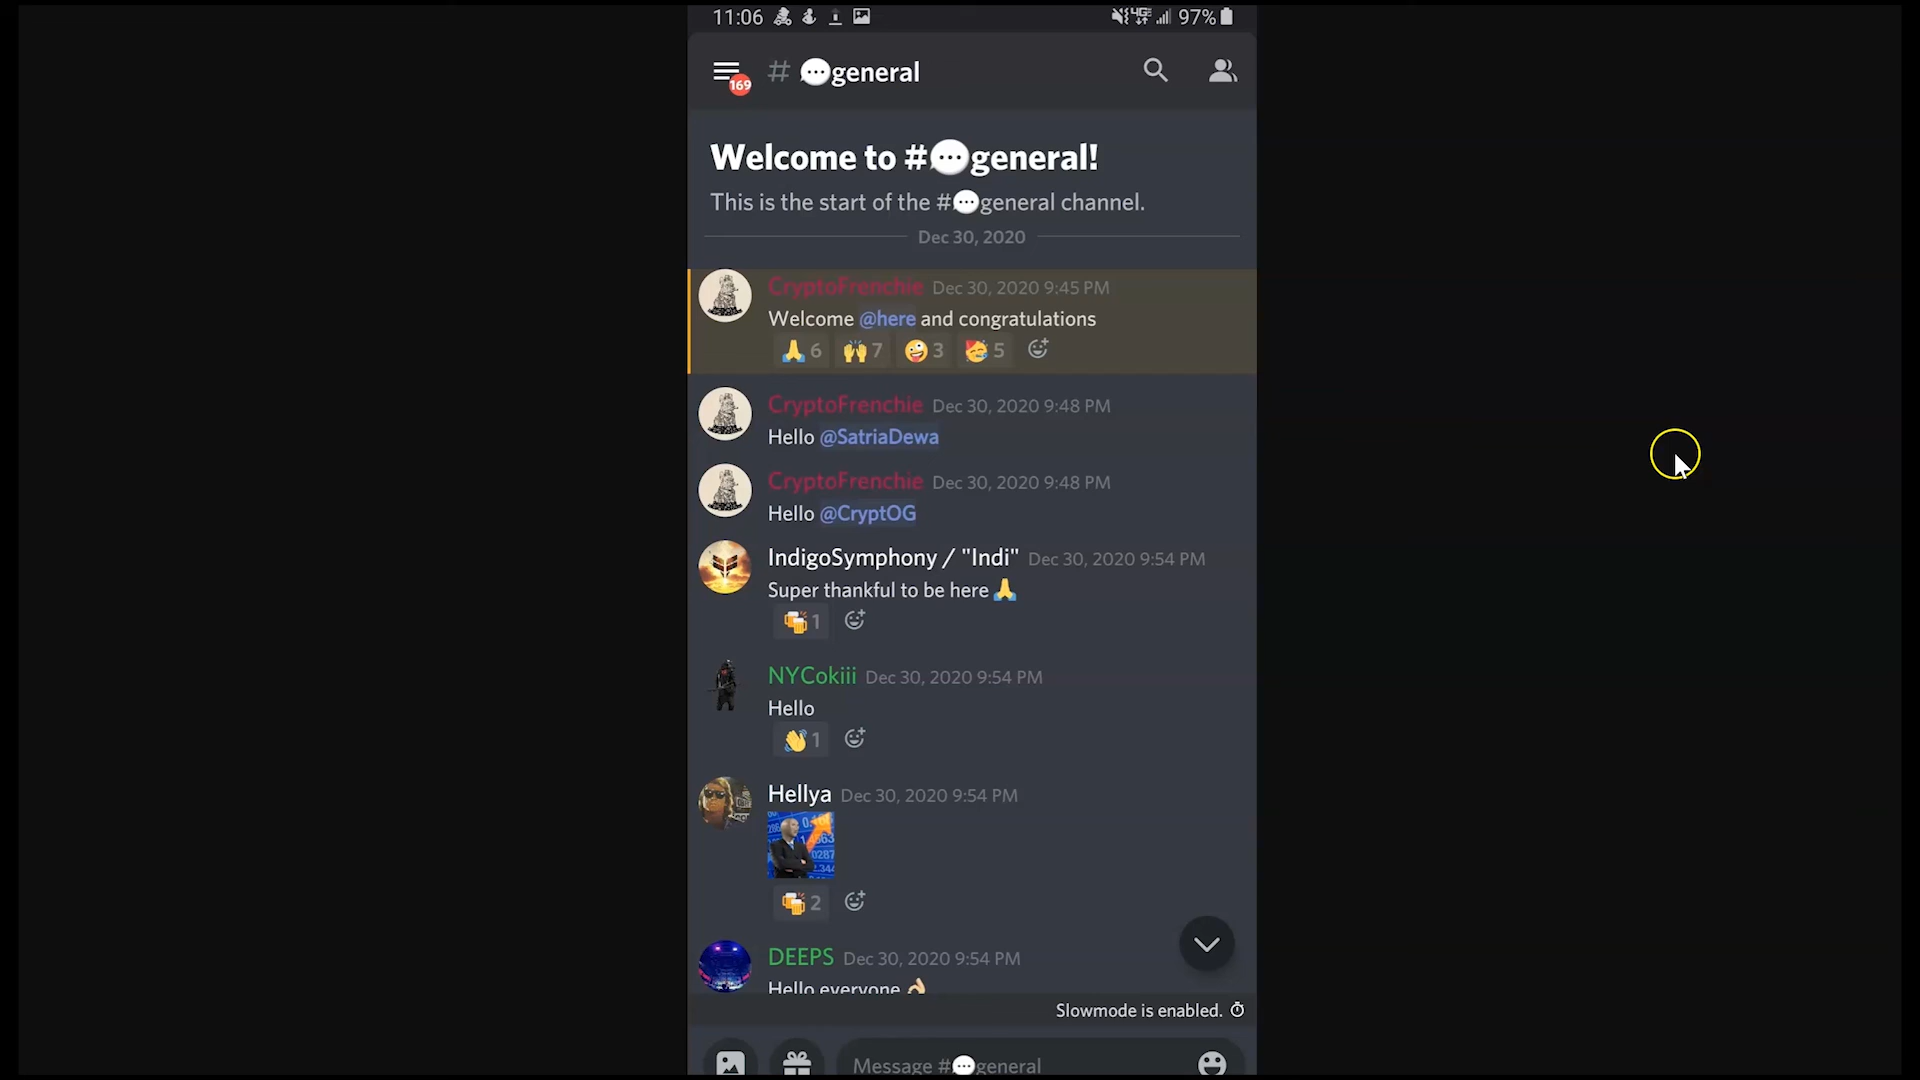 11:06 4GE 97%
169 # 💬general
Welcome to #💬general!
This is the start of the #💬general channel.
Dec 30, 2020
CryptoFrenchie Dec 30, 2020 9:45 PM
Welcome @here and congratulations
🙏 6 🙌 7 🤪 3 🥳 5
CryptoFrenchie Dec 30, 2020 9:48 PM
Hello @SatriaDewa
CryptoFrenchie Dec 30, 2020 9:48 PM
Hello @CryptOG
IndigoSymphony / "Indi" Dec 30, 2020 9:54 PM
Super thankful to be here 🙏
🍻 1
NYCokiii Dec 30, 2020 9:54 PM
Hello
👋 1
Hellya Dec 30, 2020 9:54 PM
🍻 2
DEEPS Dec 30, 2020 9:54 PM
Hello everyone 👌🏼
Slowmode is enabled.
Message #💬general